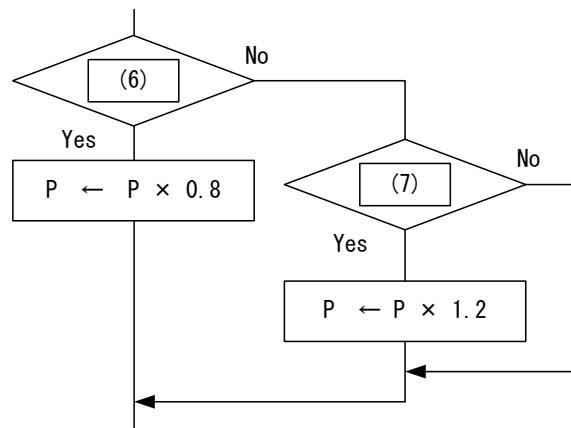 (6)
No
Yes
P ← P × 0.8
(7)
No
Yes
P ← P × 1.2